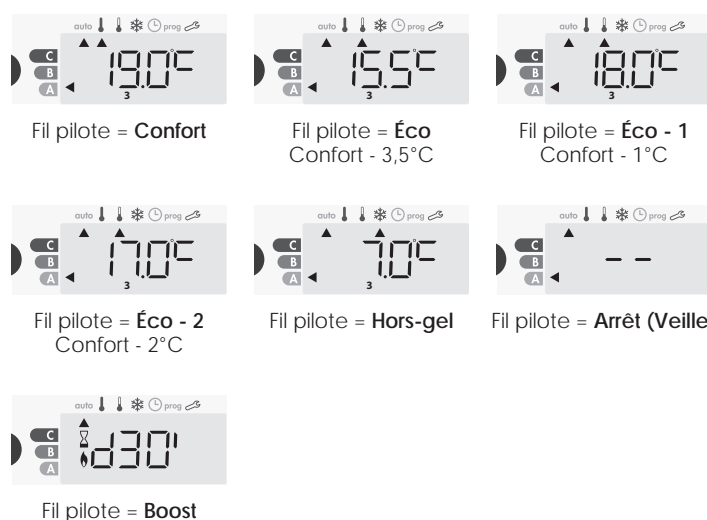 auto prog
C
B
A
19.0°C
3
Fil pilote = Confort
auto prog
C
B
A
15.5°C
3
Fil pilote = Éco
Confort - 3,5°C
auto prog
C
B
A
18.0°C
3
Fil pilote = Éco - 1
Confort - 1°C
auto prog
C
B
A
17.0°C
3
Fil pilote = Éco - 2
Confort - 2°C
auto prog
C
B
A
7.0°C
3
Fil pilote = Hors-gel
auto prog
C
B
A
- -
Fil pilote = Arrêt (Veille
auto prog
C
B
A
d30'
Fil pilote = Boost